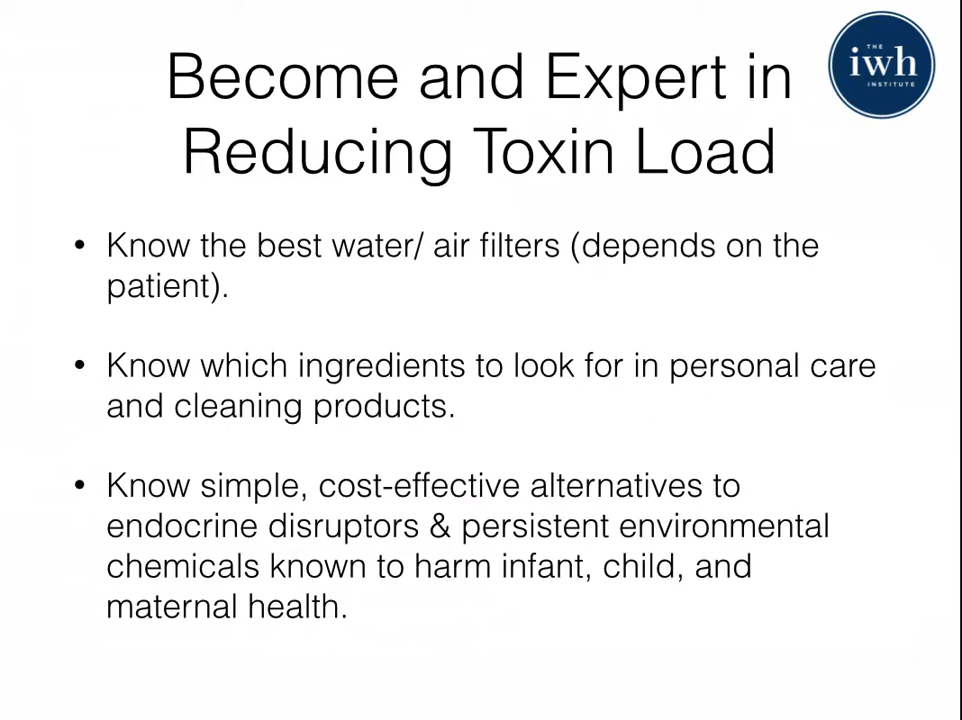 Become and Expert in
Reducing Toxin Load
THE
iwh
INSTITUTE
• Know the best water/ air filters (depends on the
patient).
• Know which ingredients to look for in personal care
and cleaning products.
• Know simple, cost-effective alternatives to
endocrine disruptors & persistent environmental
chemicals known to harm infant, child, and
maternal health.